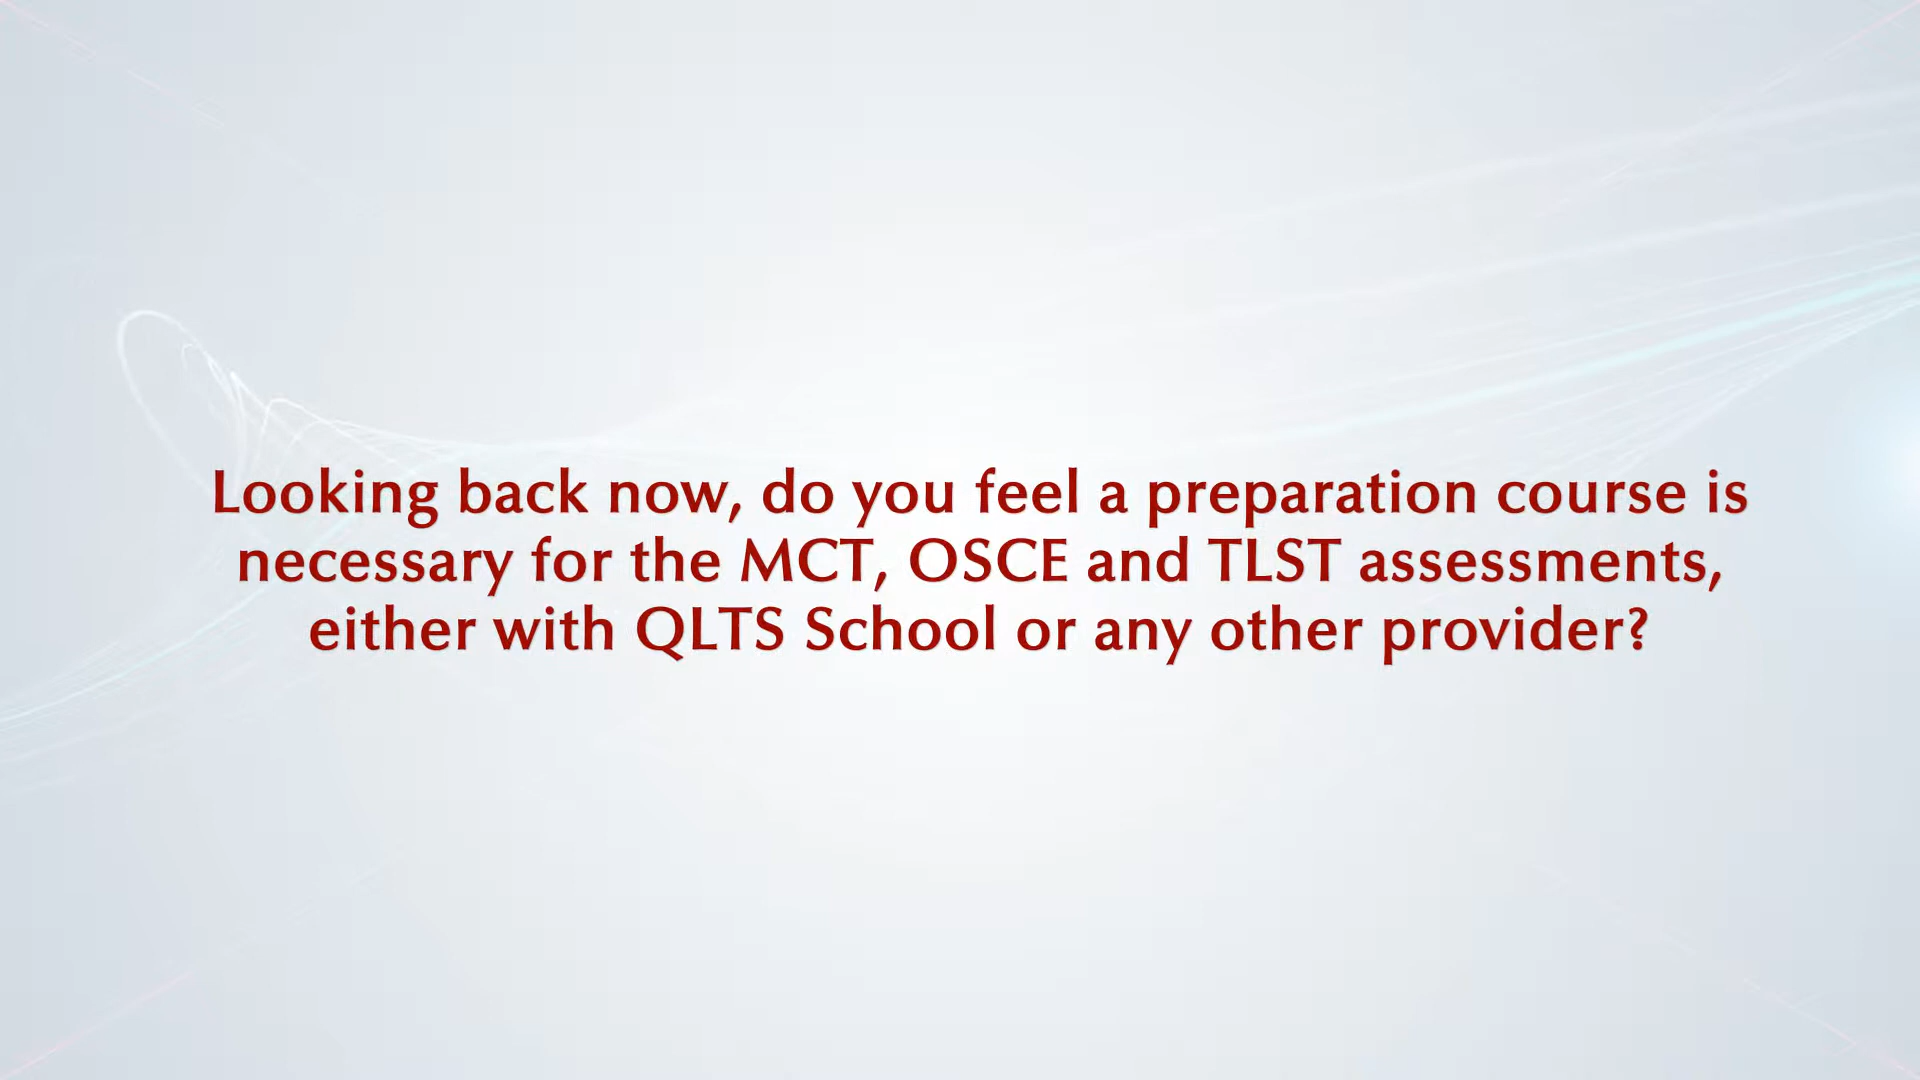 Looking back now, do you feel a preparation course is
necessary for the MCT, OSCE and TLST assessments,
either with QLTS School or any other provider?